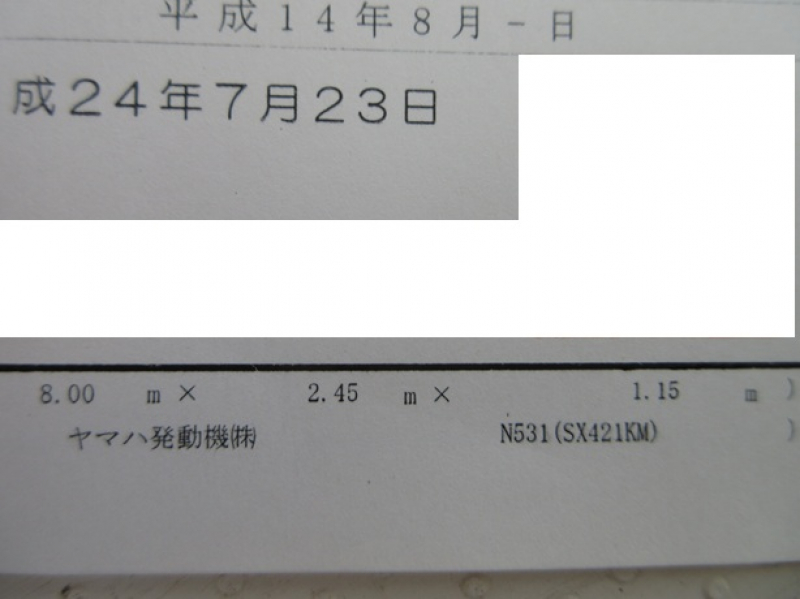 平成14年8月-日
成24年7月23日
8.00 m × 2.45 m × 1.15 m )
ヤマハ発動機㈱ N531(SX421KM) )